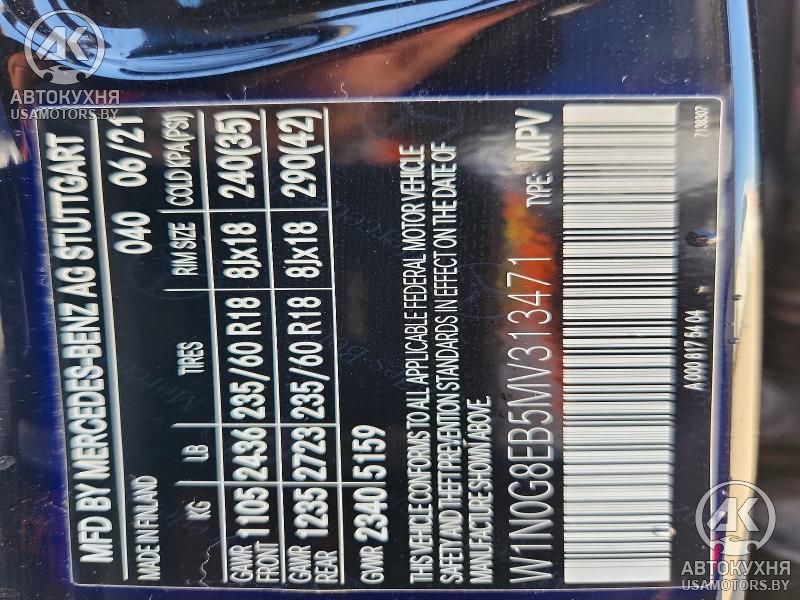 АК
АВТОКУХНЯ
USAMOTORS.BY
MFD BY MERCEDES-BENZ AG STUTTGART
MADE IN FINLAND 040 06/21
KG LB TIRES RIM SIZE COLD KPA(PSI)
GAWR FRONT 1105 2436 235/60 R18 8Jx18 240(35)
GAWR REAR 1235 2723 235/60 R18 8Jx18 290(42)
GVWR 2340 5159
THIS VEHICLE CONFORMS TO ALL APPLICABLE FEDERAL MOTOR VEHICLE
SAFETY AND THEFT PREVENTION STANDARDS IN EFFECT ON THE DATE OF
MANUFACTURE SHOWN ABOVE.
W1N0G8EB5MV313471 TYPE: MPV
A 000 817 54 04 7138307
АК
АВТОКУХНЯ
USAMOTORS.BY